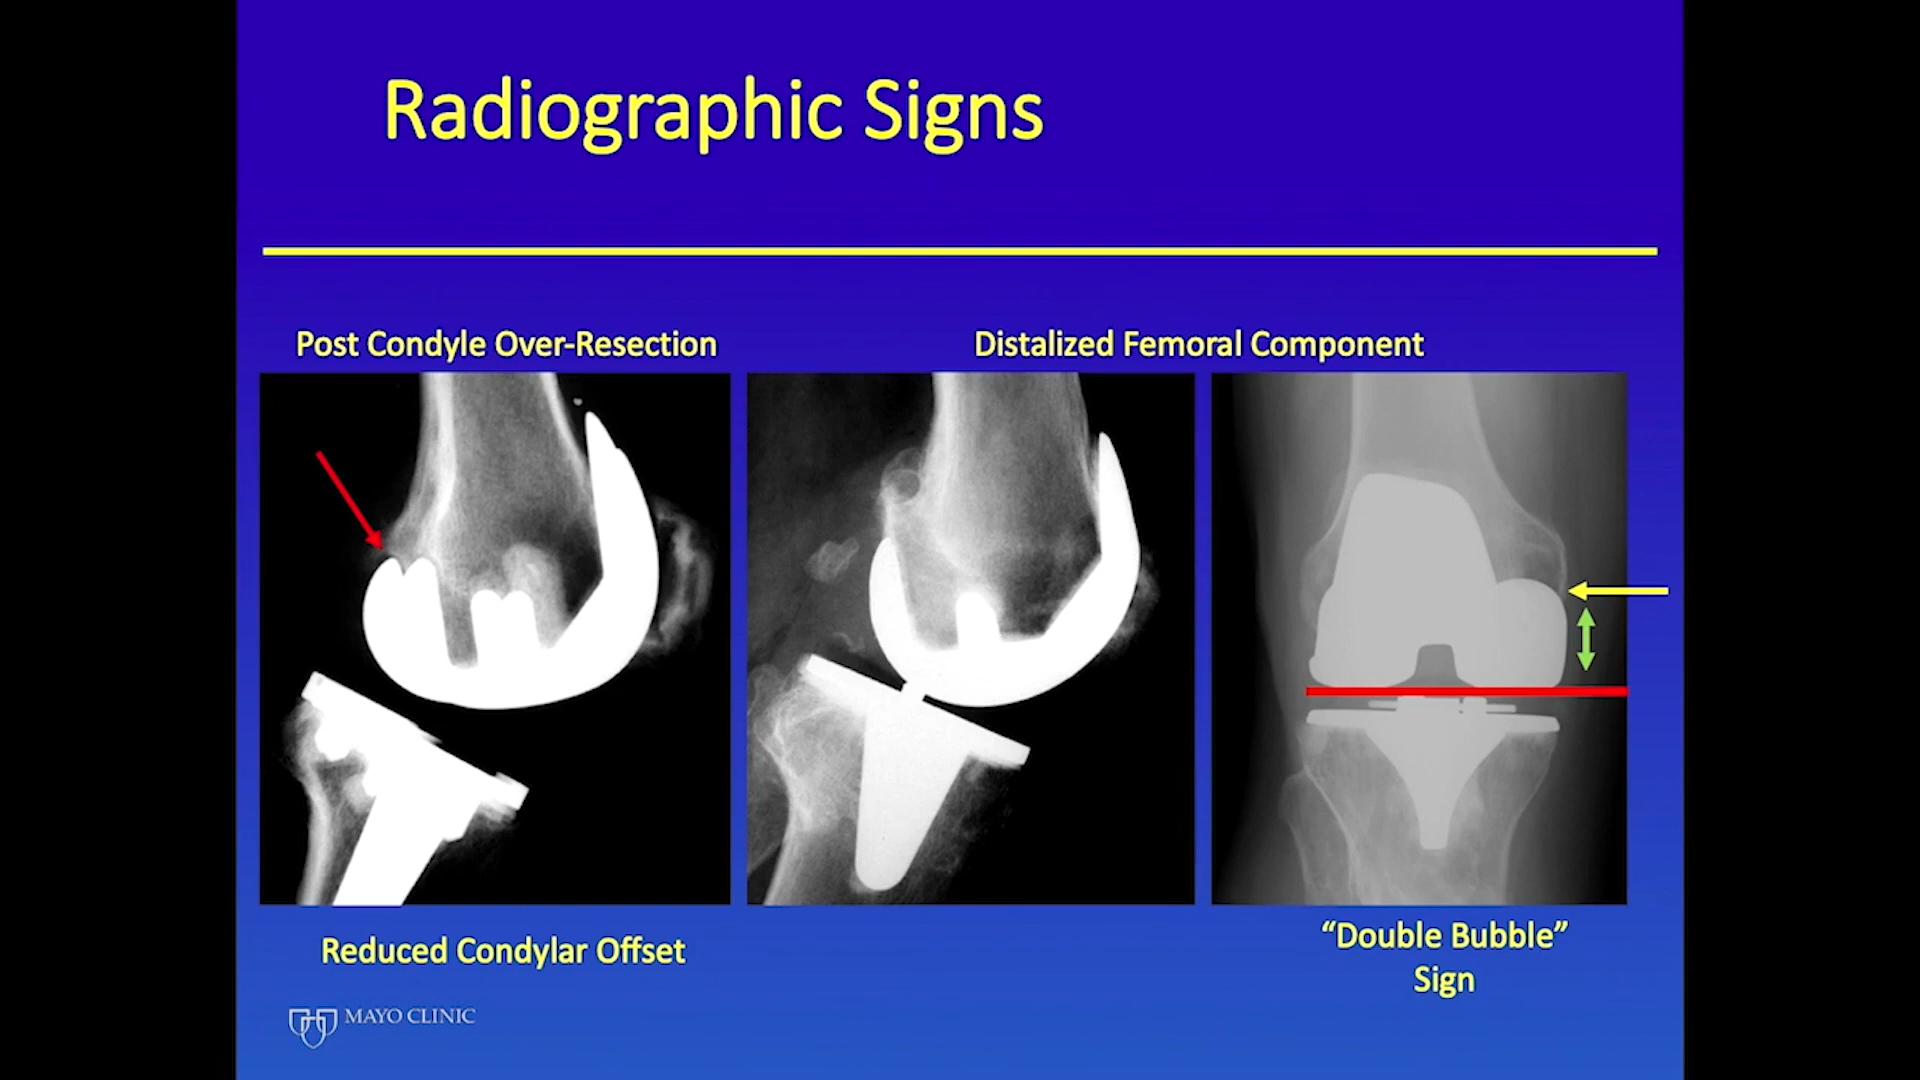 Radiographic Signs
Post Condyle Over-Resection
Distalized Femoral Component
Reduced Condylar Offset
“Double Bubble”
Sign
MAYO CLINIC